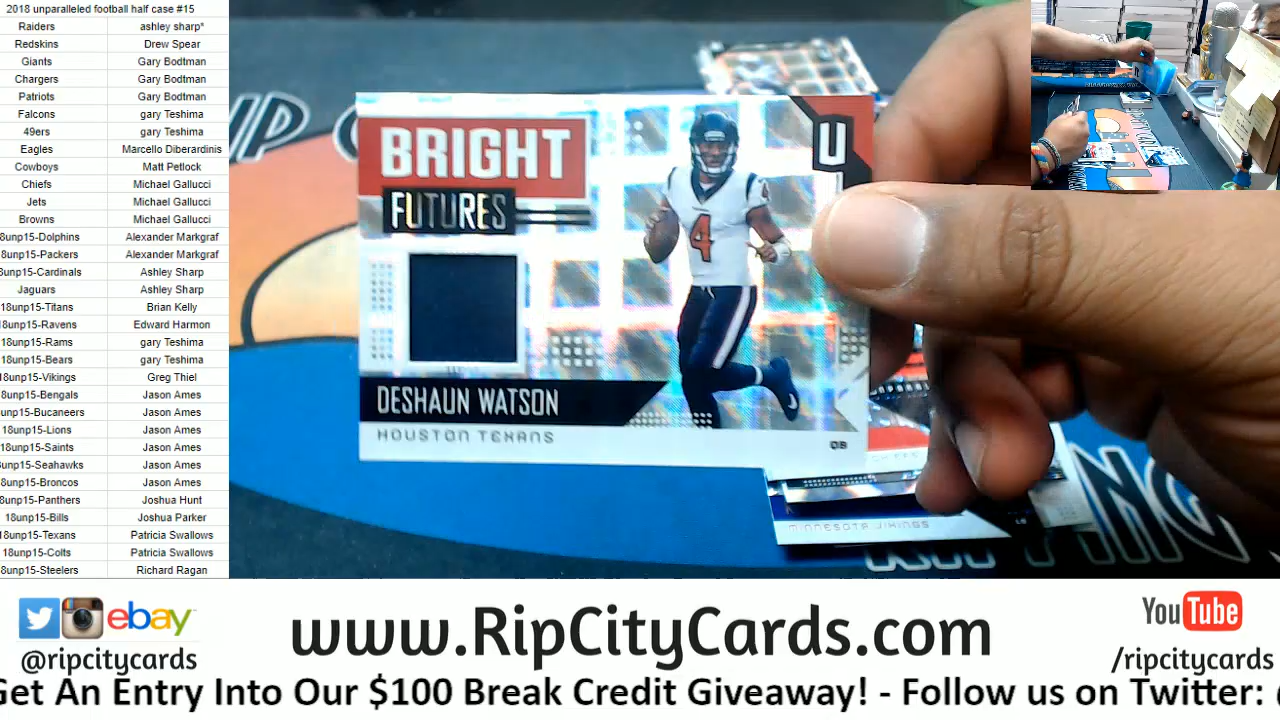 2018 unparalleled football half case #15
Raiders ashley sharp*
Redskins Drew Spear
Giants Gary Bodtman
Chargers Gary Bodtman
Patriots Gary Bodtman
Falcons gary Teshima
49ers gary Teshima
Eagles Marcello Diberardinis
Cowboys Matt Petlock
Chiefs Michael Gallucci
Jets Michael Gallucci
Browns Michael Gallucci
8unp15-Dolphins Alexander Markgraf
8unp15-Packers Alexander Markgraf
8unp15-Cardinals Ashley Sharp
Jaguars Ashley Sharp
18unp15-Titans Brian Kelly
8unp15-Ravens Edward Harmon
18unp15-Rams gary Teshima
18unp15-Bears gary Teshima
8unp15-Vikings Greg Thiel
8unp15-Bengals Jason Ames
unp15-Bucaneers Jason Ames
18unp15-Lions Jason Ames
8unp15-Saints Jason Ames
unp15-Seahawks Jason Ames
8unp15-Broncos Jason Ames
8unp15-Panthers Joshua Hunt
18unp15-Bills Joshua Parker
8unp15-Texans Patricia Swallows
18unp15-Colts Patricia Swallows
8unp15-Steelers Richard Ragan
BRIGHT
FUTURES
U
4
DESHAUN WATSON
HOUSTON TEXANS
QB
MINNESOTA VIKINGS
ebay
@ripcitycards
www.RipCityCards.com
YouTube
/ripcitycards
Get An Entry Into Our $100 Break Credit Giveaway! - Follow us on Twitter: